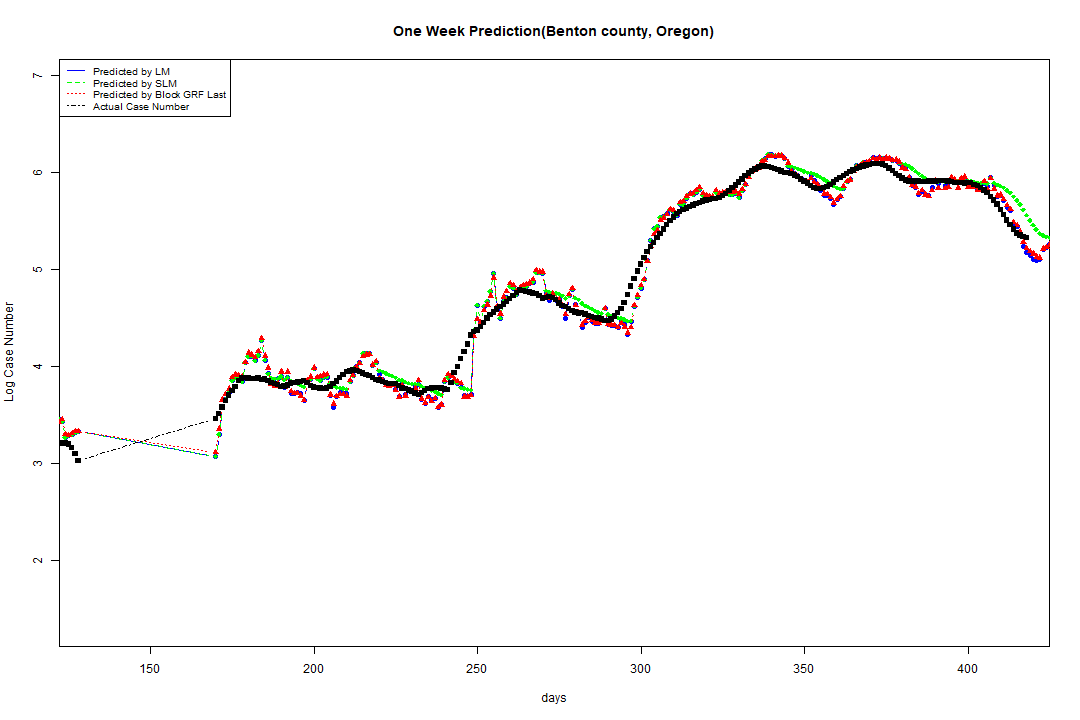 One Week Prediction(Benton county, Oregon)
Predicted by LM
Predicted by SLM
Predicted by Block GRF Last
Actual Case Number
7
6
5
4
3
2
Log Case Number
150 200 250 300 350 400
days